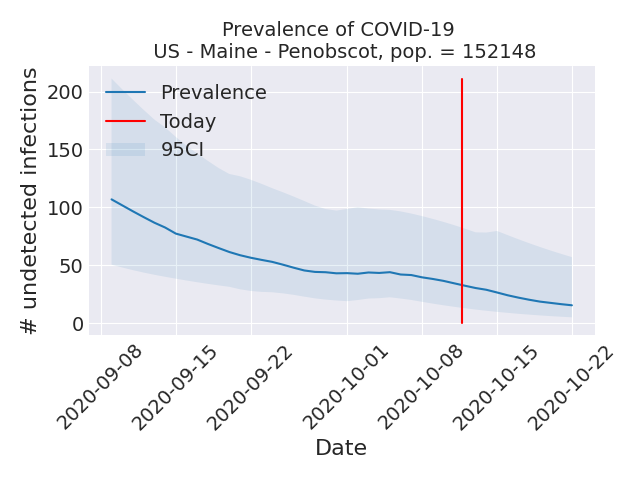 Prevalence of COVID-19
US - Maine - Penobscot, pop. = 152148
# undetected infections
200
150
100
50
0
Prevalence
Today
95CI
2020-09-08
2020-09-15
2020-09-22
2020-10-01
2020-10-08
2020-10-15
2020-10-22
Date